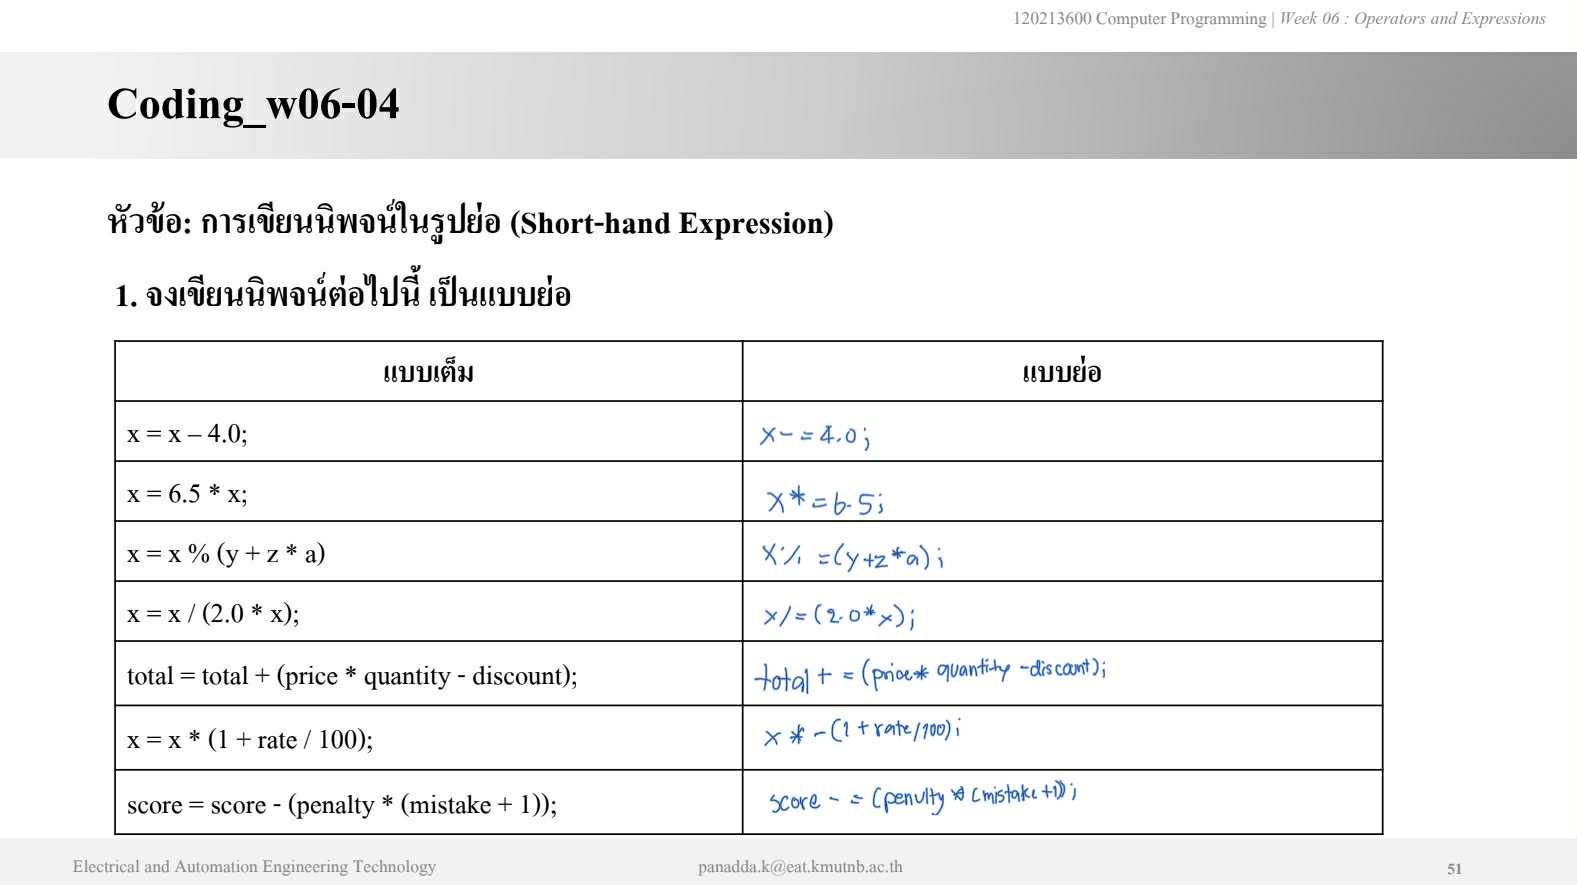 120213600 Computer Programming | Week 06 : Operators and Expressions
Coding_w06-04
หัวข้อ: การเขียนนิพจน์ในรูปย่อ (Short-hand Expression)
1. จงเขียนนิพจน์ต่อไปนี้ เป็นแบบย่อ
แบบเต็ม แบบย่อ
x = x – 4.0; x- = 4.0;
x = 6.5 * x; x* = 6.5;
x = x % (y + z * a) x% =(y+z*a);
x = x / (2.0 * x); x/=(2.0*x);
total = total + (price * quantity - discount); total + = (price* quantity -discount);
x = x * (1 + rate / 100); x * -(1 + rate/100);
score = score - (penalty * (mistake + 1)); score - = (penulty * (mistake +1));
Electrical and Automation Engineering Technology panadda.k@eat.kmutnb.ac.th 51